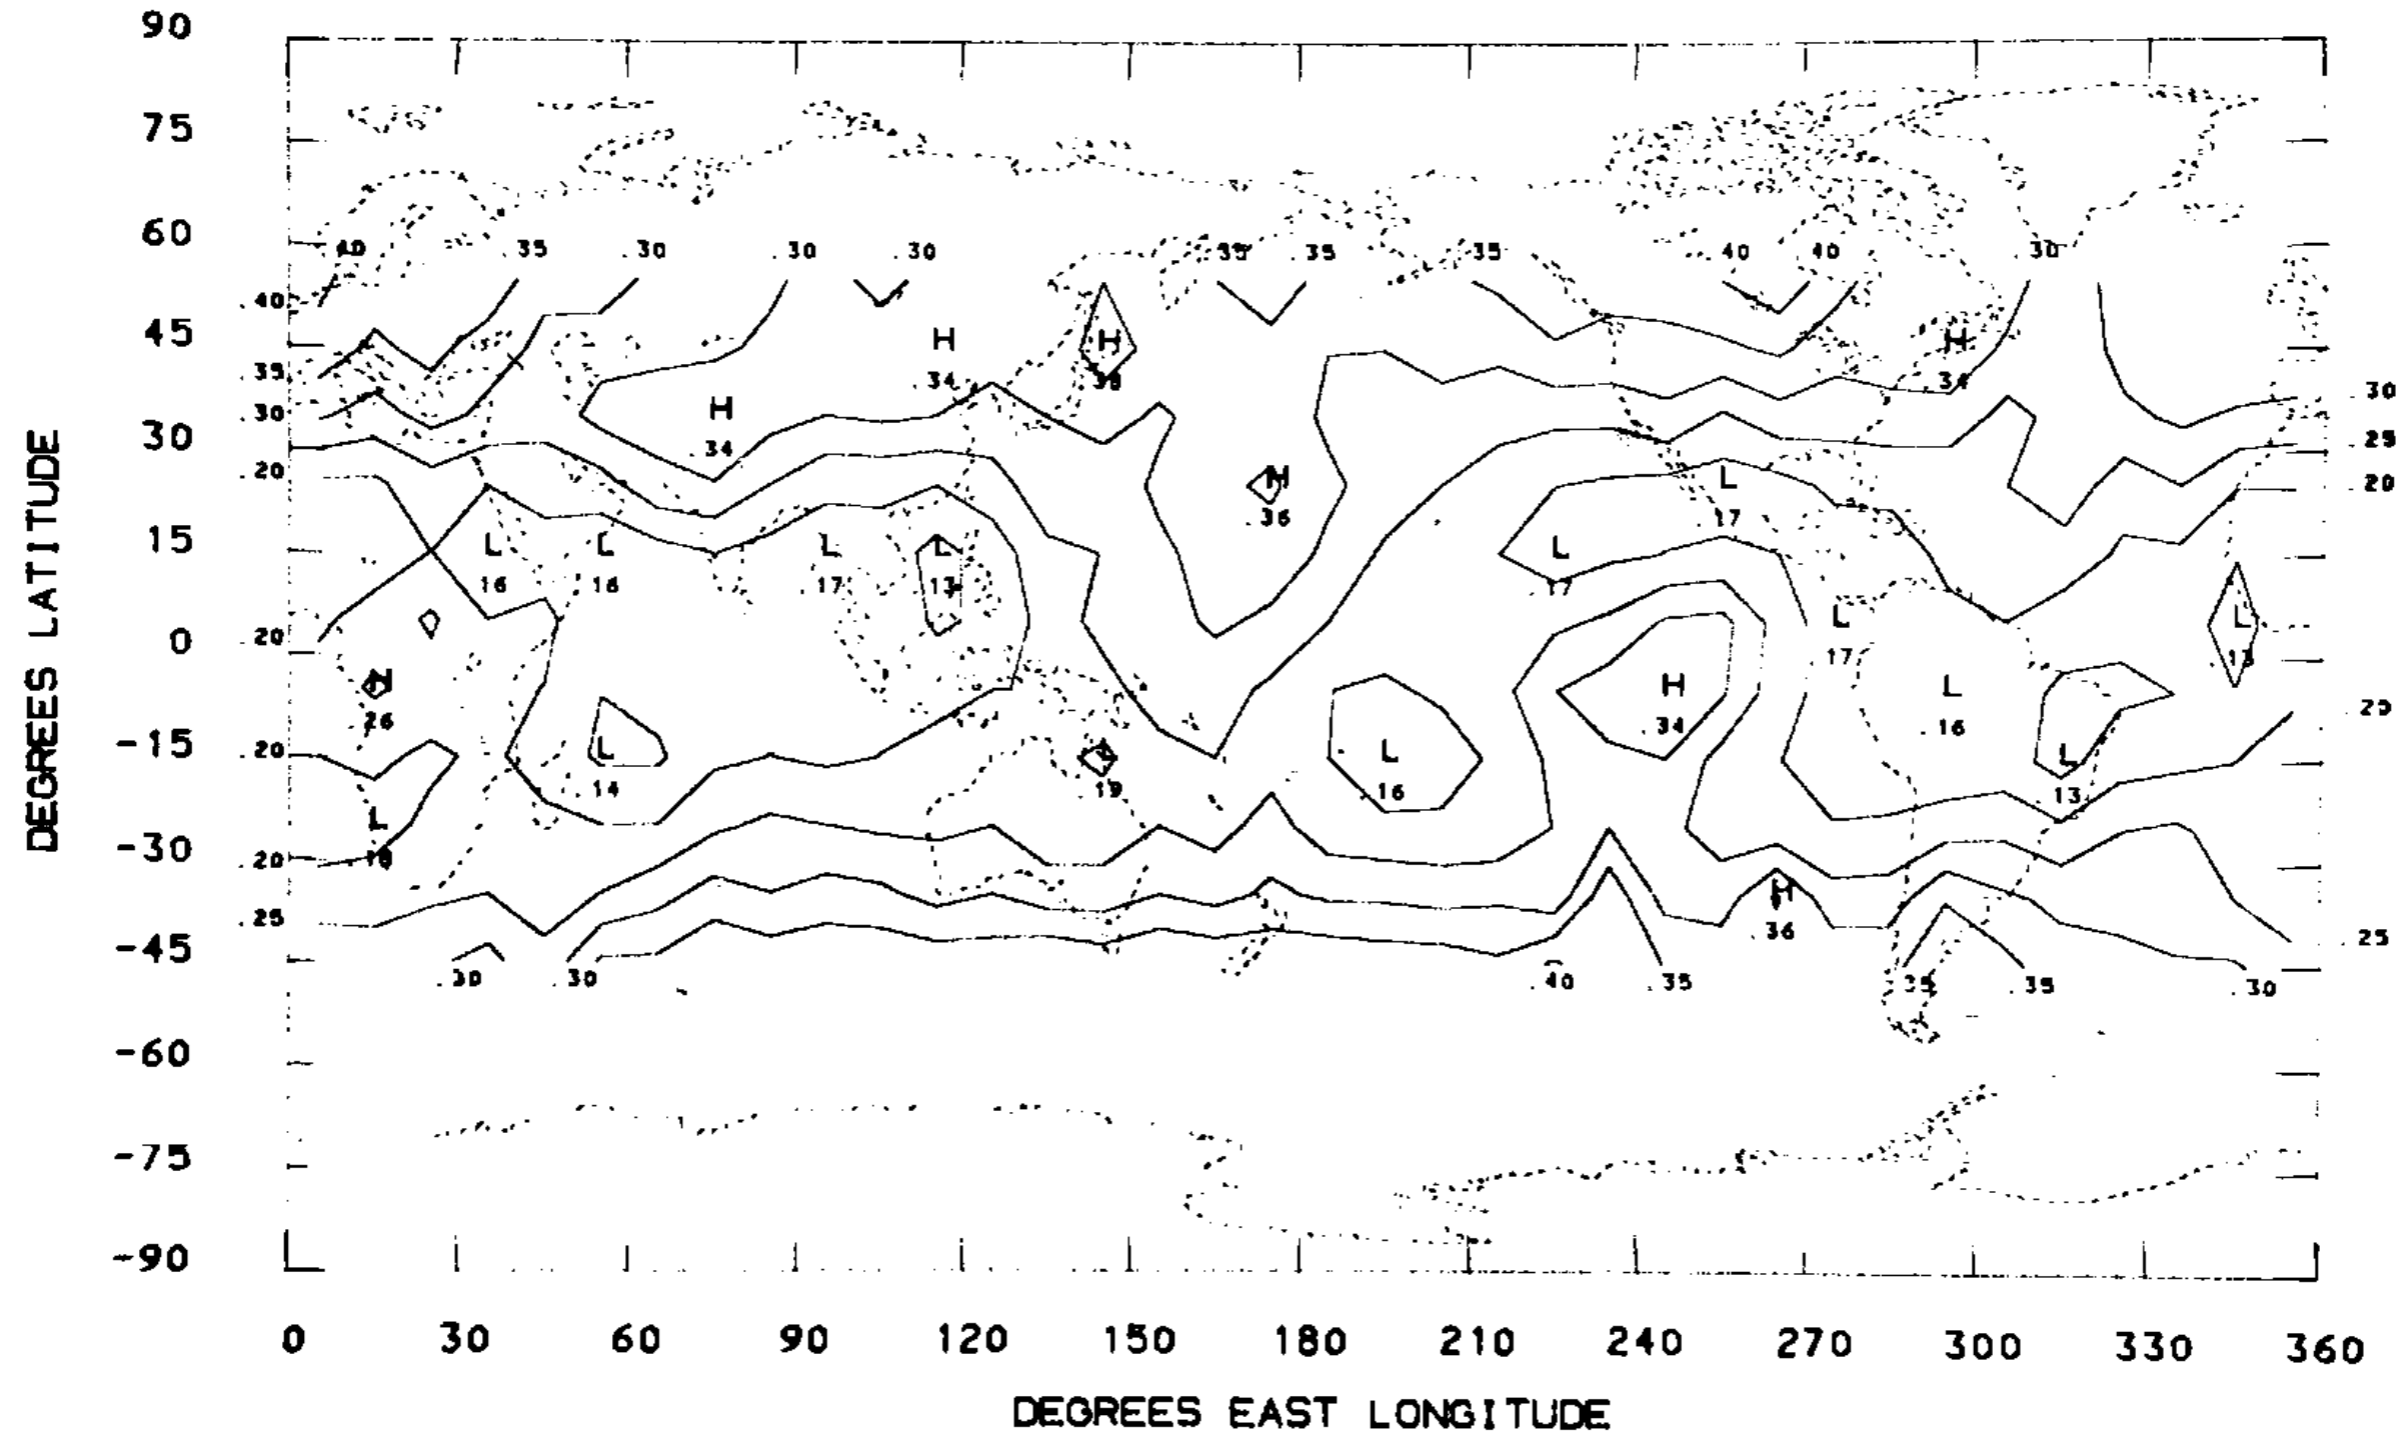 90
75
60
.40 .35 .30 .30 .30 .35 .35 .35 .40 .40 .30
.40
45
H H H
.35 .34 .34
.30 H .30
30
.34 .25
.20 L H .20
.17 .36
15
L L L L L
16 16 .17 13 .17
L L
0
.20 .17 13
H H L
.26 .34 .16 .20
-15
.20 L L L L
.14 .19 .16 .13
L
-30
.20
H
.25 .36 .25
-45
.30 .30 .40 .35 .35 .35 .30
-60
-75
-90
0 30 60 90 120 150 180 210 240 270 300 330 360
DEGREES EAST LONGITUDE
DEGREES LATITUDE